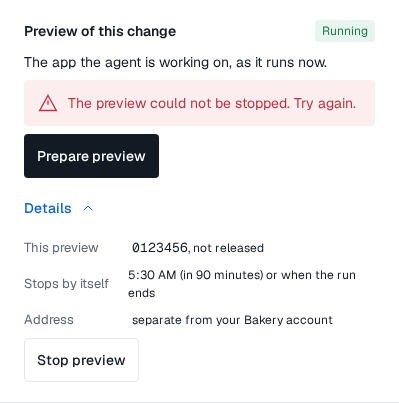 Preview of this change
Running
The app the agent is working on, as it runs now.
The preview could not be stopped. Try again.
Prepare preview
Details
This preview 0123456, not released
Stops by itself 5:30 AM (in 90 minutes) or when the run
ends
Address separate from your Bakery account
Stop preview